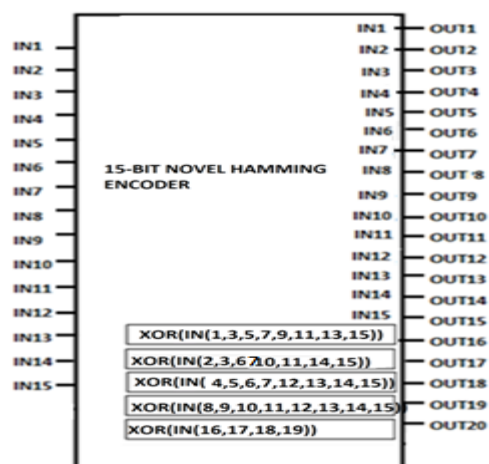 IN1
IN2
IN3
IN4
IN5
IN6
IN7
IN8
IN9
IN10
IN11
IN12
IN13
IN14
IN15
15-BIT NOVEL HAMMING
ENCODER
IN1 OUT1
IN2 OUT2
IN3 OUT3
IN4 OUT4
IN5 OUT5
IN6 OUT6
IN7 OUT7
IN8 OUT 8
IN9 OUT9
IN10 OUT10
IN11 OUT11
IN12 OUT12
IN13 OUT13
IN14 OUT14
IN15 OUT15
XOR(IN(1,3,5,7,9,11,13,15)) OUT16
XOR(IN(2,3,6710,11,14,15)) OUT17
XOR(IN( 4,5,6,7,12,13,14,15)) OUT18
XOR(IN(8,9,10,11,12,13,14,15)) OUT19
XOR(IN(16,17,18,19)) OUT20